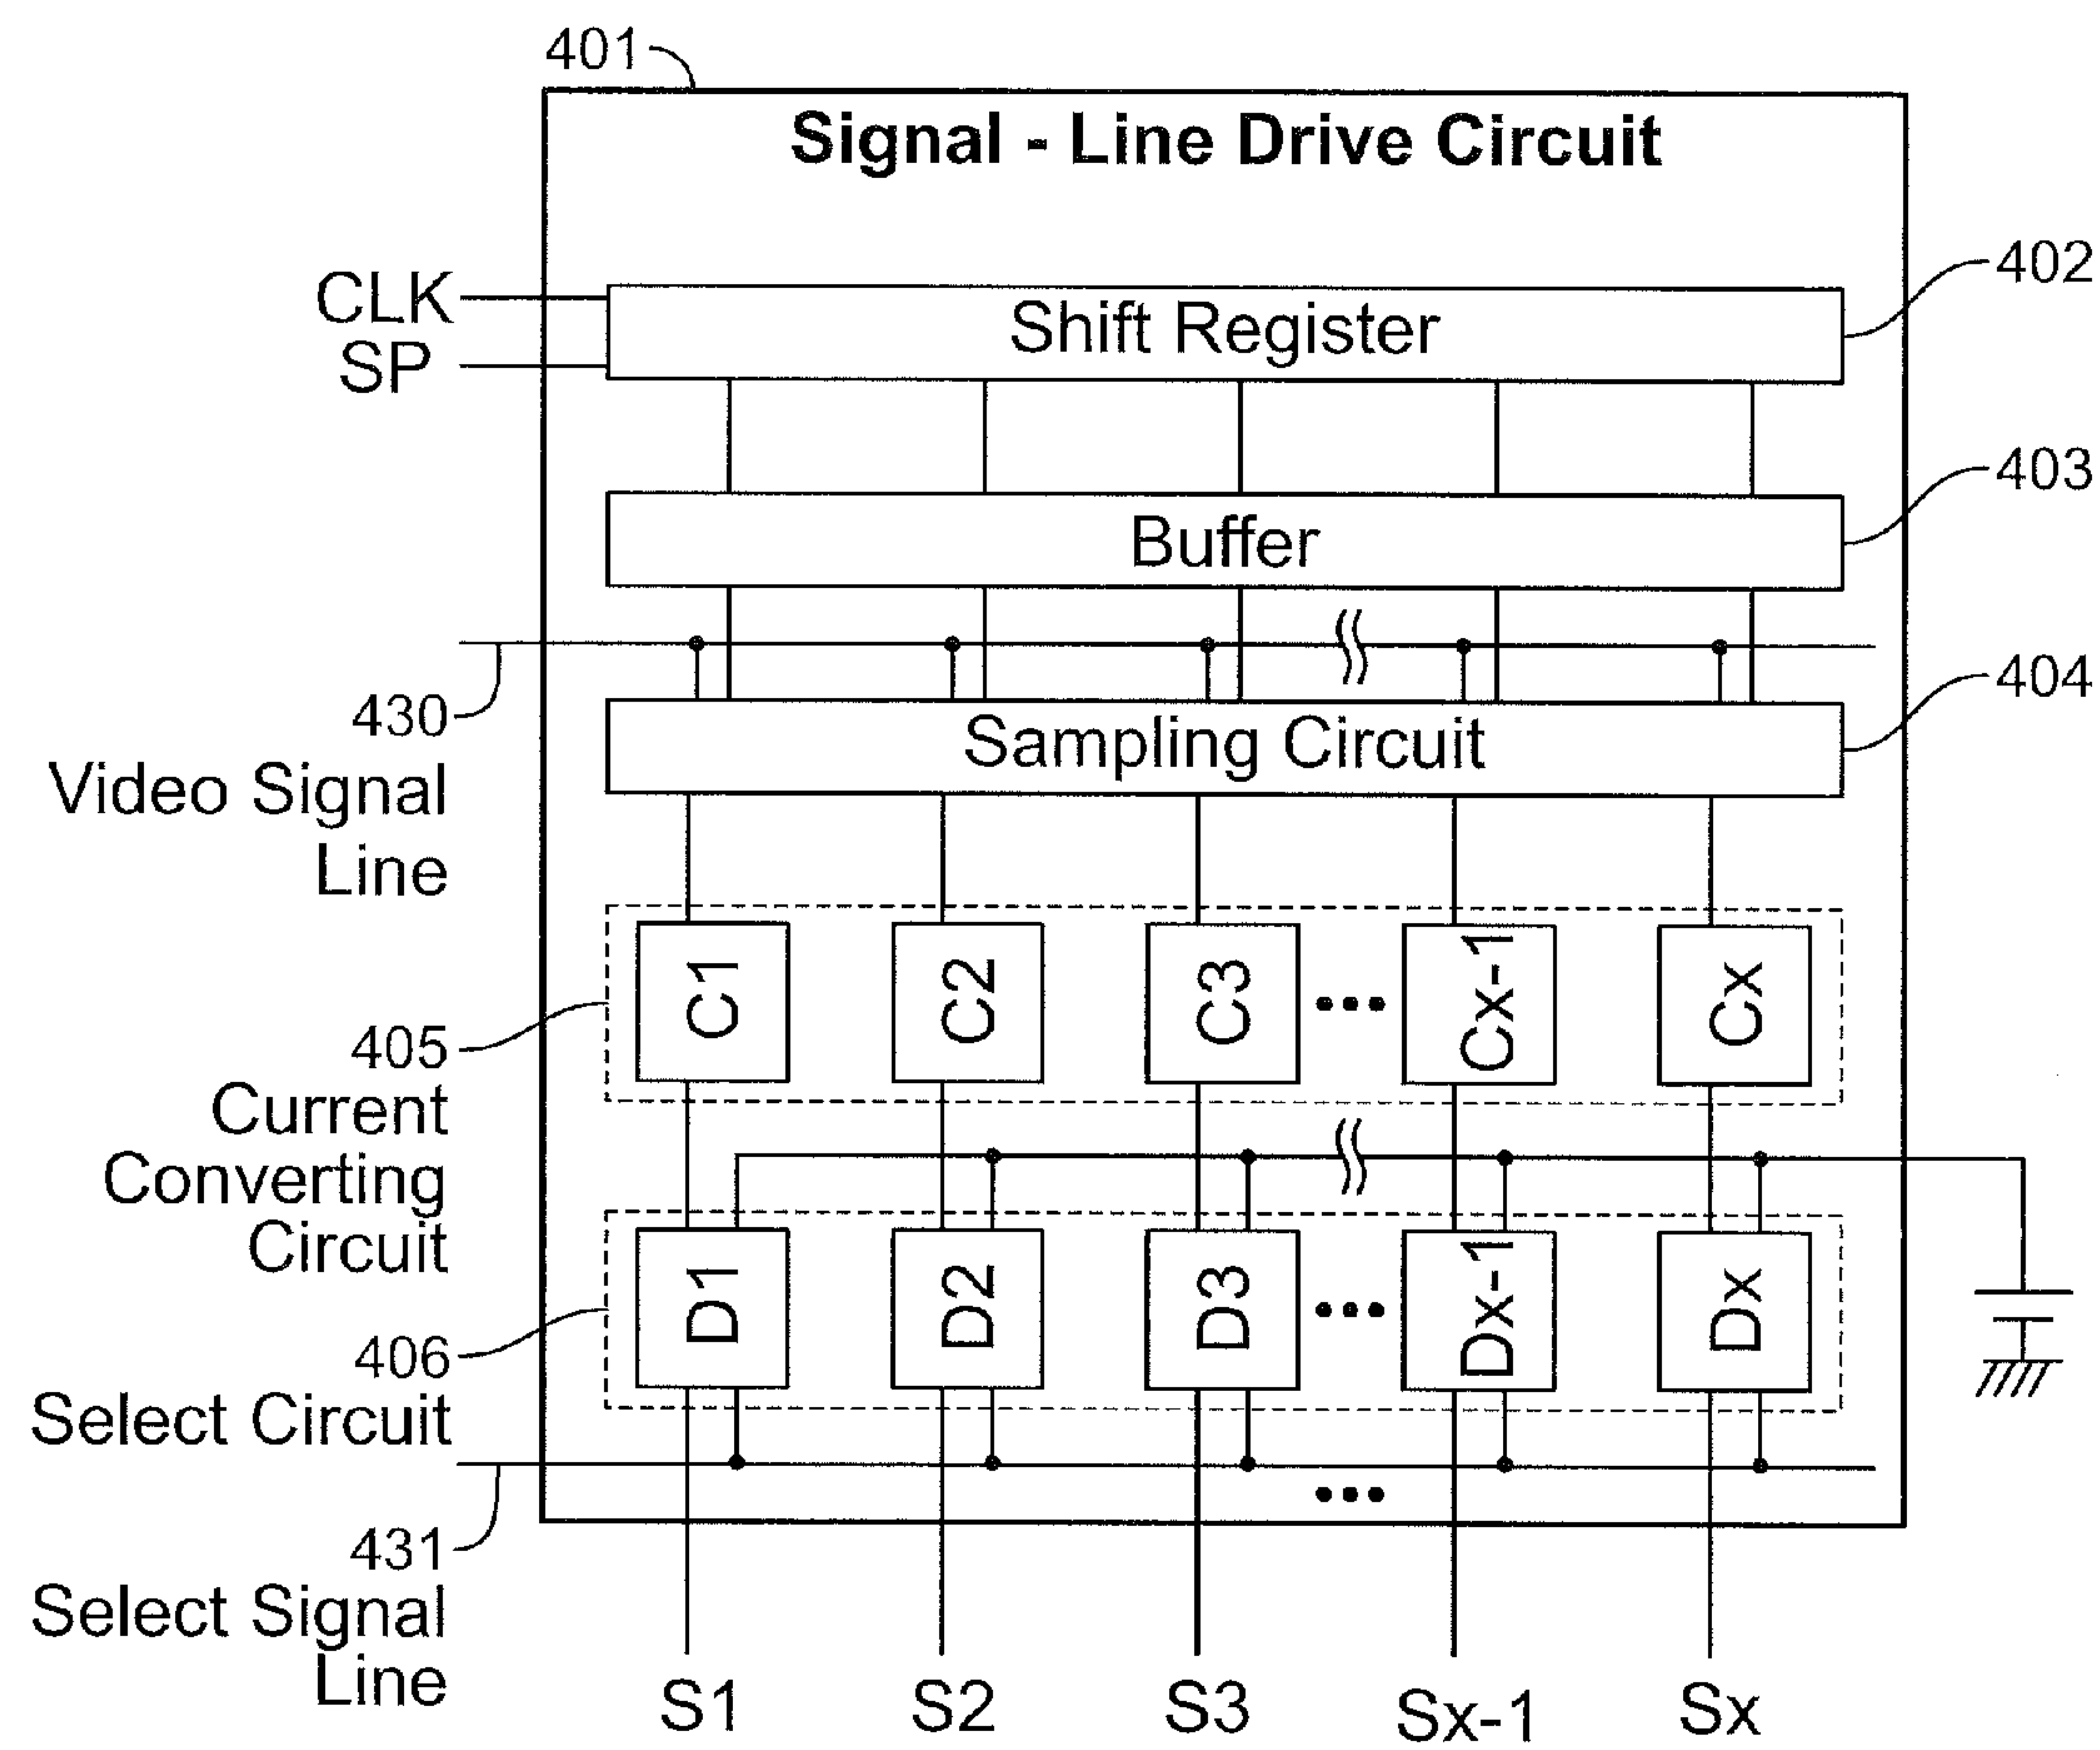 401
Signal - Line Drive Circuit
402
CLK
SP
Shift Register
403
Buffer
430
Video Signal
Line
404
Sampling Circuit
C1
C2
C3
•••
Cx-1
Cx
405
Current
Converting
Circuit
D1
D2
D3
•••
Dx-1
Dx
406
Select Circuit
•••
431
Select Signal
Line
S1
S2
S3
Sx-1
Sx